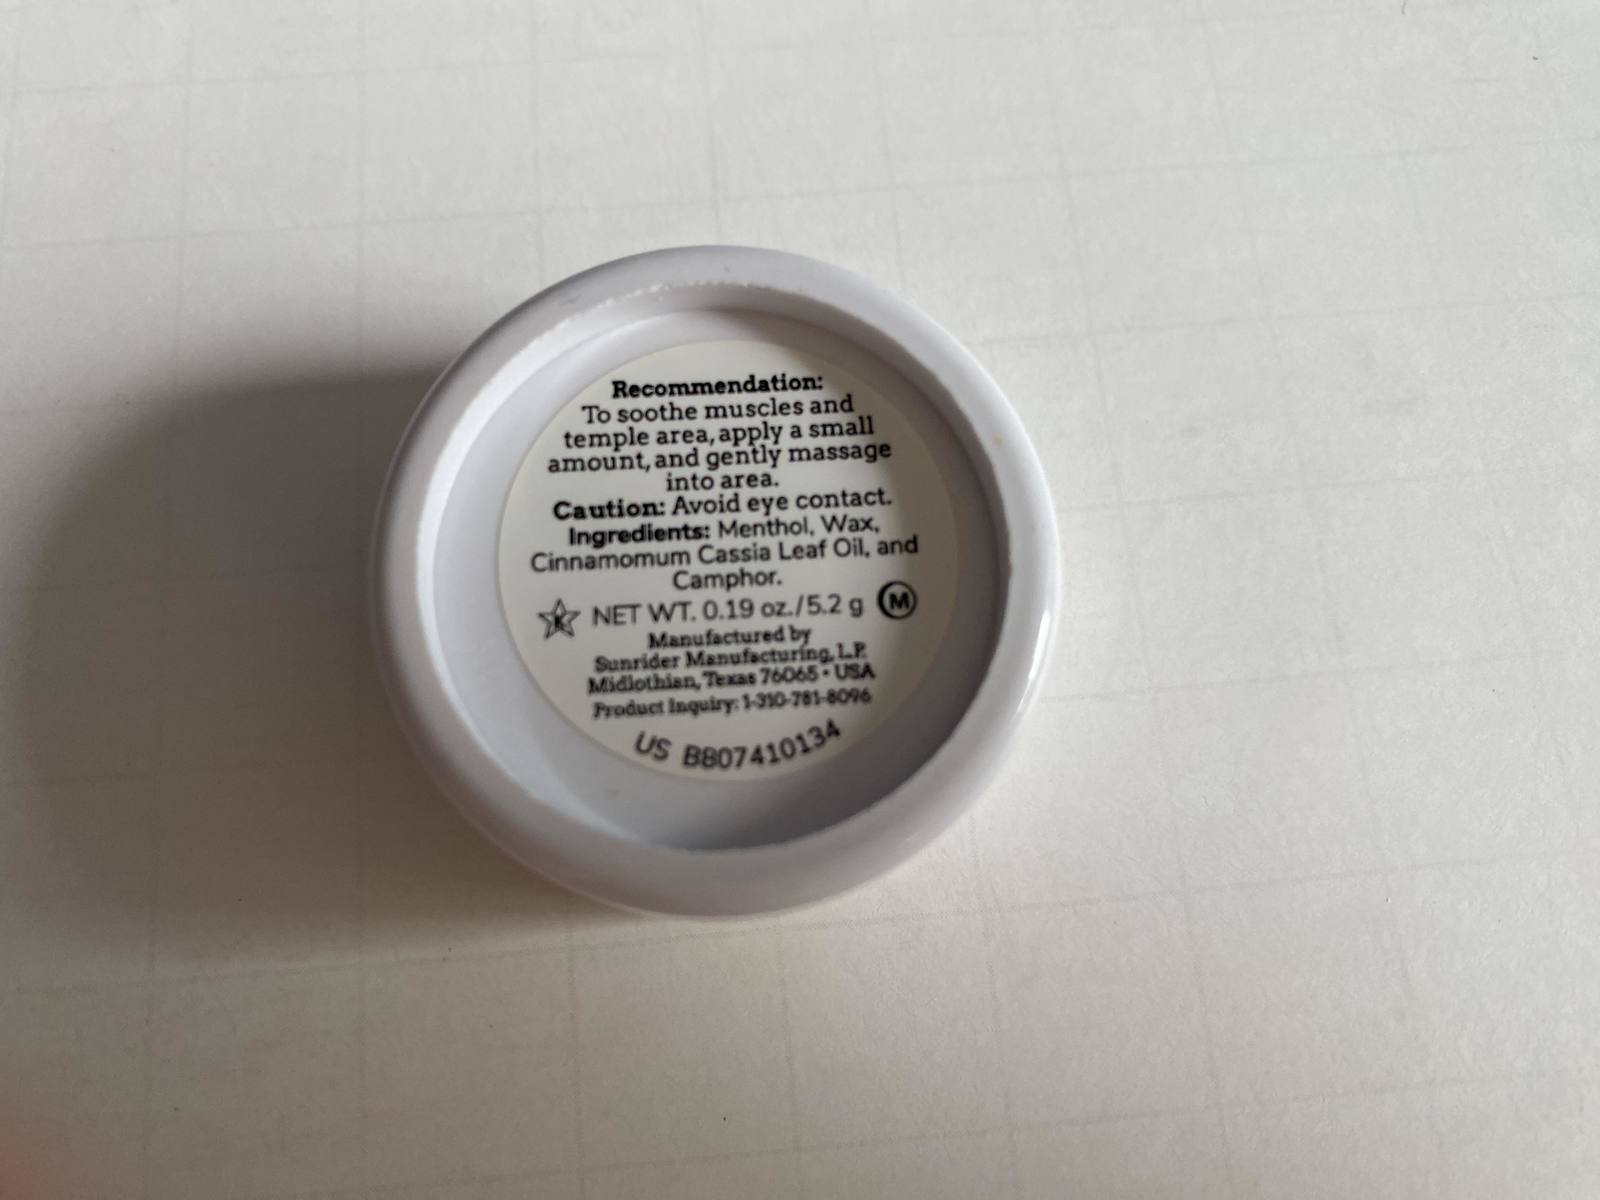 Recommendation:
To soothe muscles and
temple area, apply a small
amount, and gently massage
into area.
Caution: Avoid eye contact.
Ingredients: Menthol, Wax,
Cinnamomum Cassia Leaf Oil, and
Camphor.
K NET WT. 0.19 oz./5.2 g M
Manufactured by
Sunrider Manufacturing, L.P.
Midlothian, Texas 76065 • USA
Product Inquiry: 1-310-781-8096
US B807410134